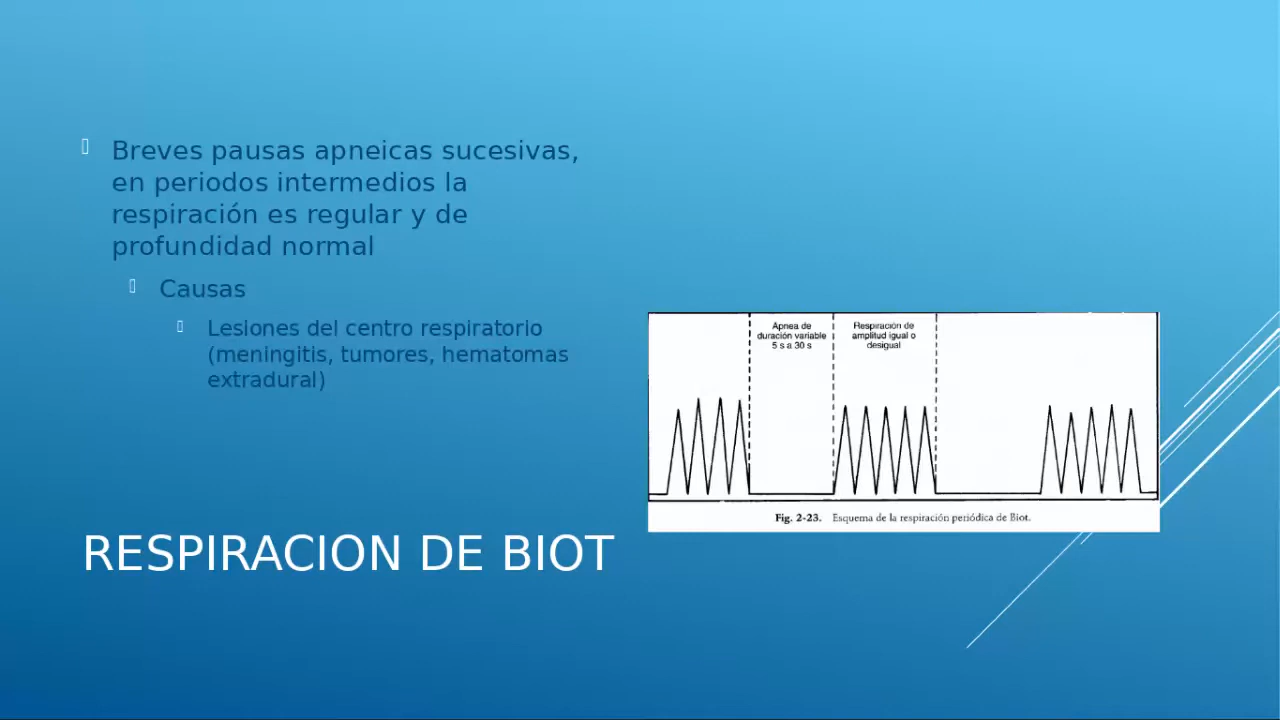 Breves pausas apneicas sucesivas,
en periodos intermedios la
respiración es regular y de
profundidad normal
Causas
Lesiones del centro respiratorio
(meningitis, tumores, hematomas
extradural)
Apnea de
duración variable
5 s a 30 s
Respiración de
amplitud igual o
desigual
Fig. 2-23. Esquema de la respiración periódica de Biot.
RESPIRACION DE BIOT